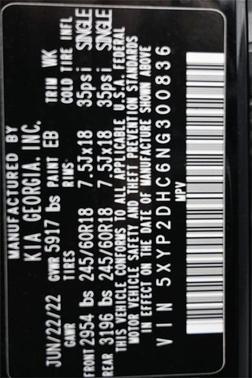 MANUFACTURED BY
KIA GEORGIA, INC.
JUN/22/22 GVWR 5917 lbs PAINT EB TRIM WK
GAWR TIRES RIMS COLD TIRE INFL
FRONT 2954 lbs 245/60R18 7.5Jx18 35psi SINGLE
REAR 3196 lbs 245/60R18 7.5Jx18 35psi SINGLE
THIS VEHICLE CONFORMS TO ALL APPLICABLE U.S.A. FEDERAL
MOTOR VEHICLE SAFETY AND THEFT PREVENTION STANDARDS
IN EFFECT ON THE DATE OF MANUFACTURE SHOWN ABOVE
VIN 5XYP2DHC6NG300836
MPV